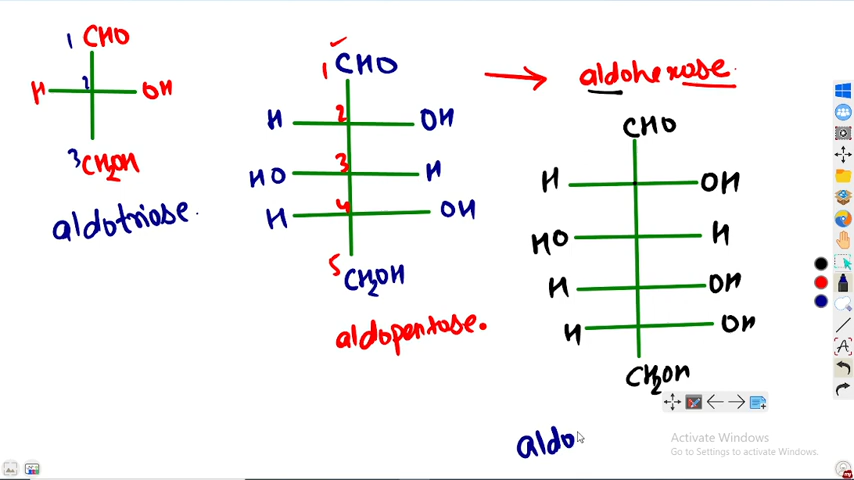 1 CHO
H 2 OH
3 CH2OH
aldotriose.
1 CHO
H 2 OH
HO 3 H
H 4 OH
5 CH2OH
aldopentose.
aldohexose.
CHO
H OH
HO H
H OH
H OH
CH2OH
aldo
Activate Windows
Go to Settings to activate Windows.